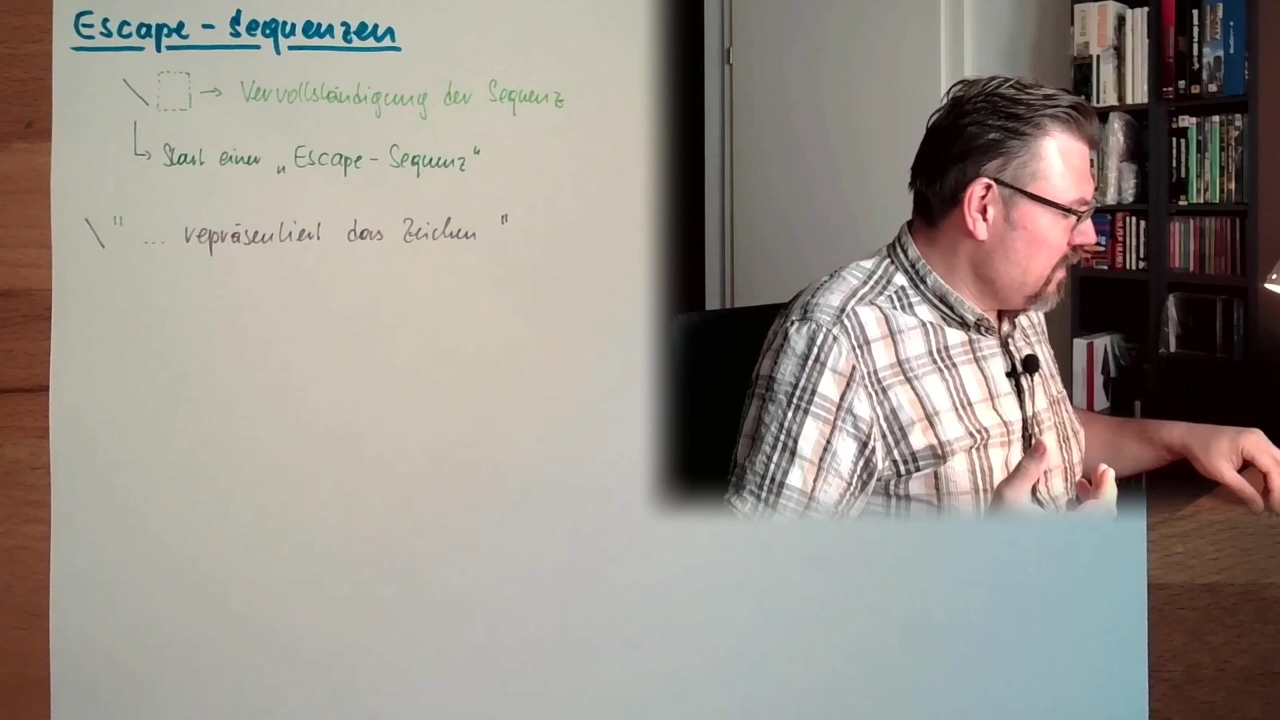 Escape-Sequenzen
\ → Vervollständigung der Sequenz
↳ Start einer „Escape-Sequenz"
\" ... repräsentiert das Zeichen "